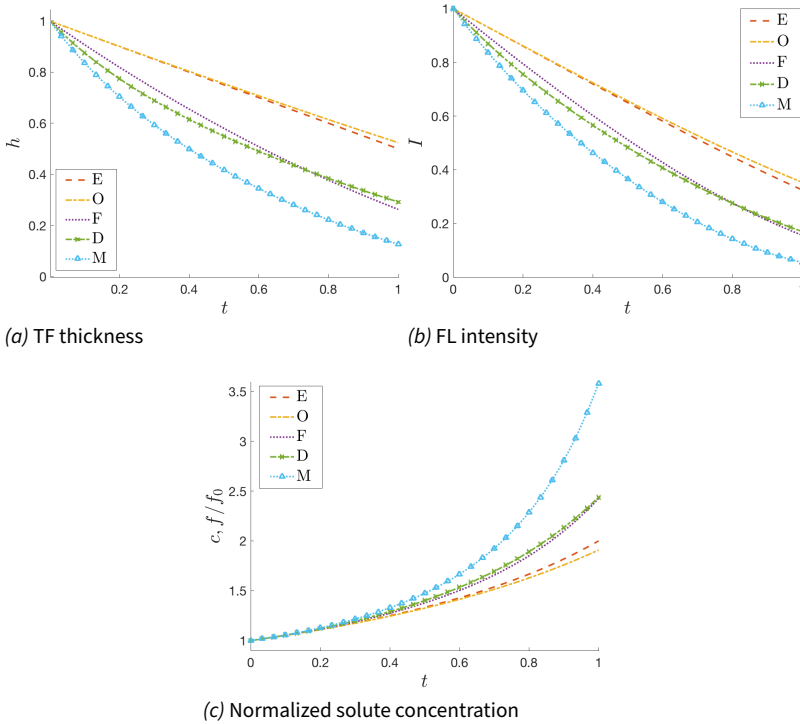 1
0.8
0.6
0.4
0.2
0
h
0.2
0.4
0.6
0.8
1
t
E
O
F
D
M
(a) TF thickness
1
0.8
0.6
0.4
0.2
0
I
0
0.2
0.4
0.6
0.8
1
t
E
O
F
D
M
(b) FL intensity
3.5
3
2.5
2
1.5
1
c, f/f₀
0
0.2
0.4
0.6
0.8
1
t
E
O
F
D
M
(c) Normalized solute concentration